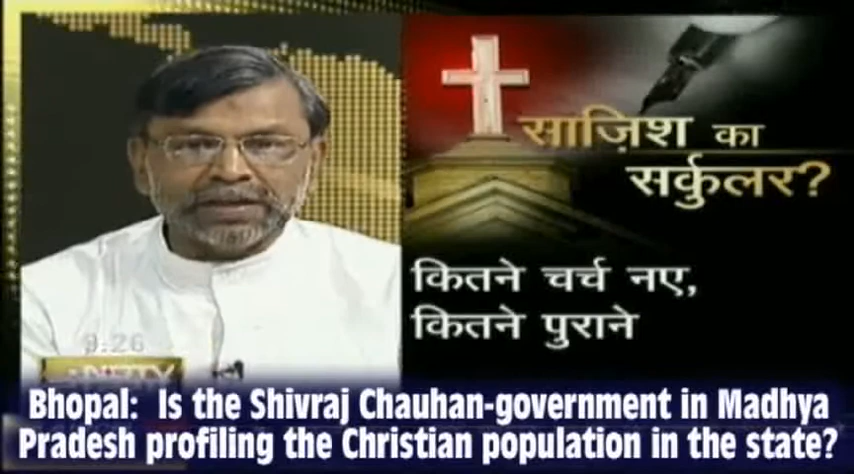 साज़िश का
सर्कुलर?
कितने चर्च नए,
कितने पुराने
9:26
NDTV
Bhopal: Is the Shivraj Chauhan-government in Madhya
Pradesh profiling the Christian population in the state?